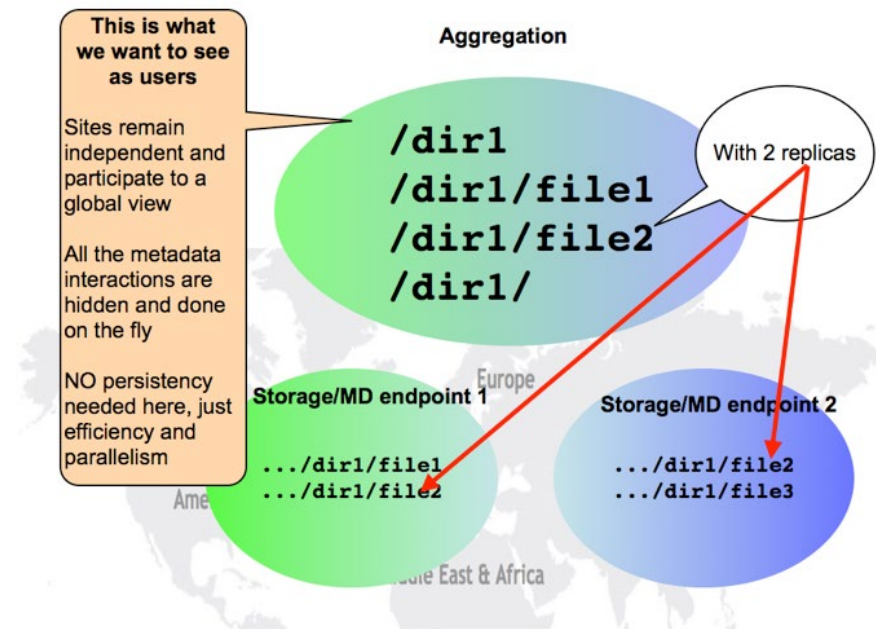 This is what
we want to see
as users
Sites remain
independent and
participate to a
global view
All the metadata
interactions are
hidden and done
on the fly
NO persistency
needed here, just
efficiency and
parallelism
Aggregation
/dir1
/dir1/file1
/dir1/file2
/dir1/
With 2 replicas
Europe
Storage/MD endpoint 1
.../dir1/file1
.../dir1/file2
Storage/MD endpoint 2
.../dir1/file2
.../dir1/file3
Ame
East & Africa